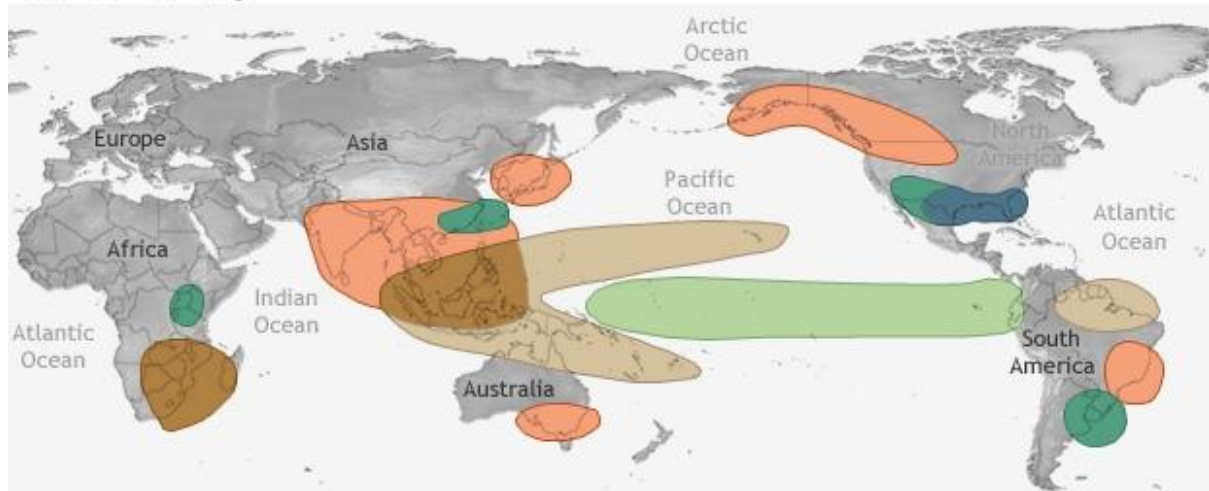 Arctic
Ocean
Europe
Asia
North
America
Pacific
Ocean
Atlantic
Ocean
Africa
Indian
Ocean
Atlantic
Ocean
South
America
Australia